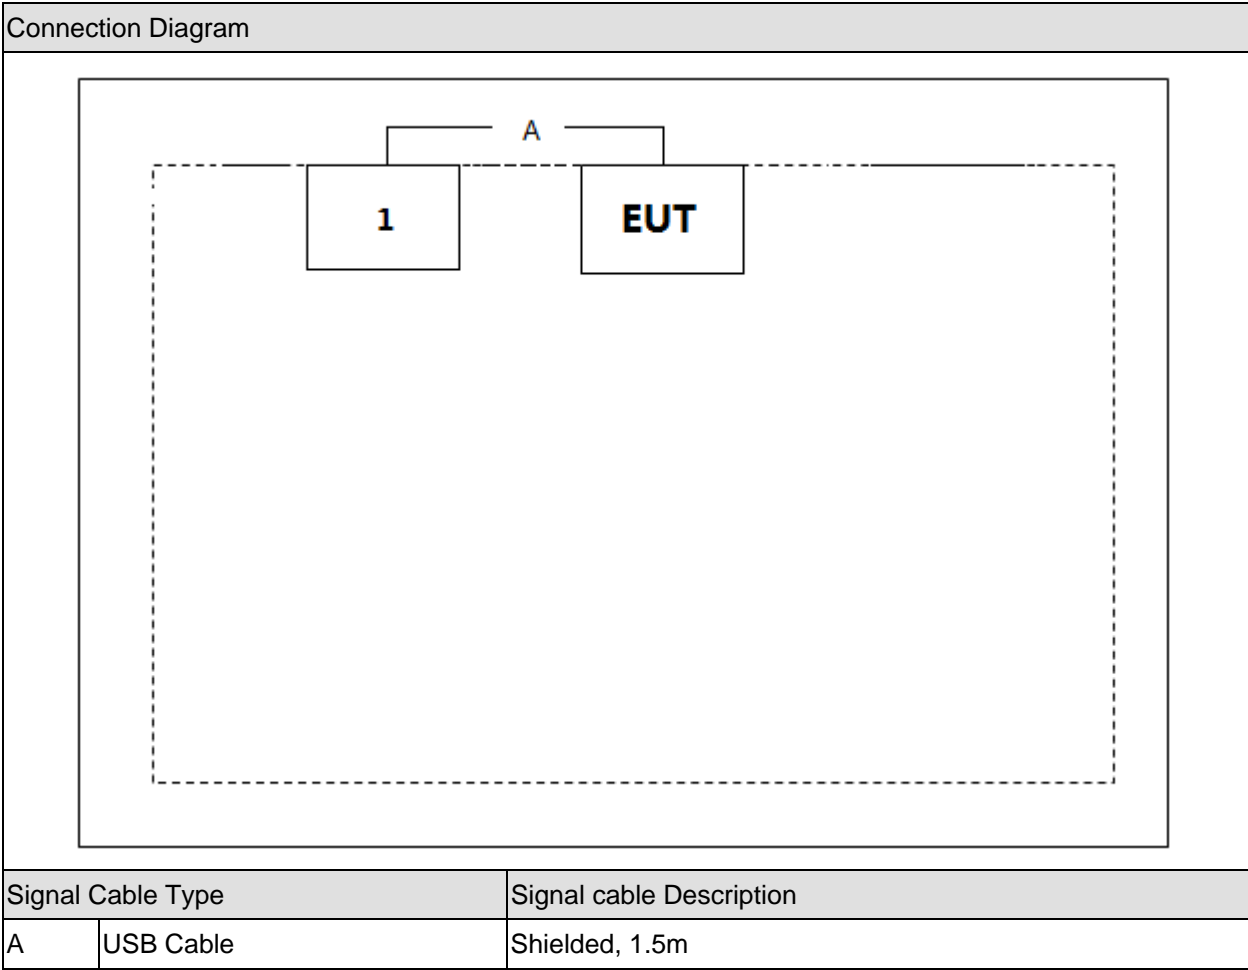 Connection Diagram
A
1 EUT
Signal Cable Type Signal cable Description
A USB Cable Shielded, 1.5m